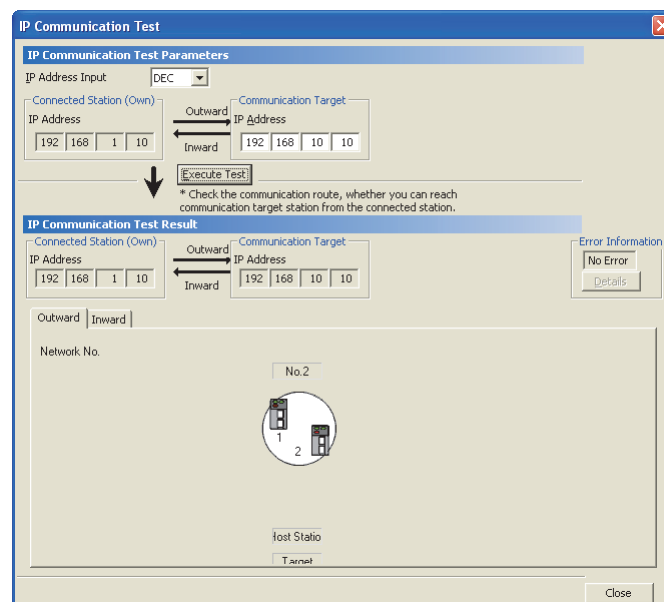 IP Communication Test
IP Communication Test Parameters
IP Address Input DEC
Connected Station (Own) Outward Communication Target
IP Address IP Address
192 168 1 10 Inward 192 168 10 10
Execute Test
* Check the communication route, whether you can reach
communication target station from the connected station.
IP Communication Test Result
Connected Station (Own) Outward Communication Target Error Information
IP Address IP Address No Error
192 168 1 10 Inward 192 168 10 10 Details
Outward Inward
Network No.
No.2
1
2
Host Statio
Target
Close